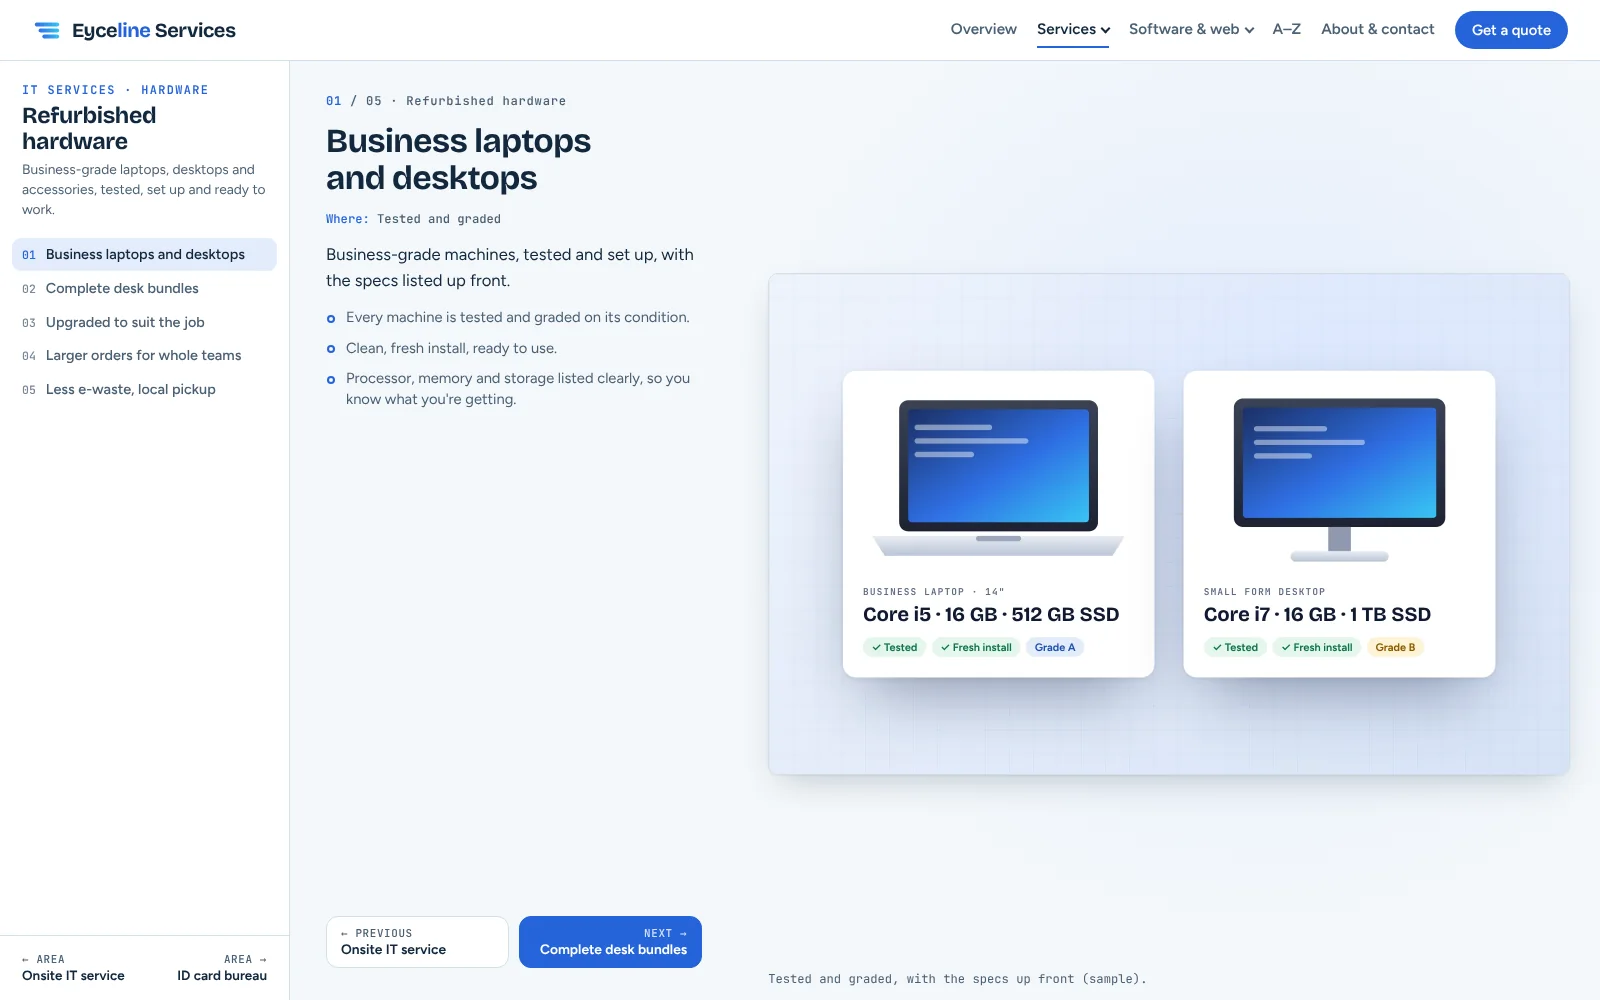 Eyceline Services
Overview
Services
Software & web
A–Z
About & contact
Get a quote
IT SERVICES · HARDWARE
Refurbished
hardware
Business-grade laptops, desktops and
accessories, tested, set up and ready to
work.
01 Business laptops and desktops
02 Complete desk bundles
03 Upgraded to suit the job
04 Larger orders for whole teams
05 Less e-waste, local pickup
← AREA
Onsite IT service
AREA →
ID card bureau
01 / 05 · Refurbished hardware
Business laptops
and desktops
Where: Tested and graded
Business-grade machines, tested and set up, with
the specs listed up front.
Every machine is tested and graded on its condition.
Clean, fresh install, ready to use.
Processor, memory and storage listed clearly, so you
know what you're getting.
← PREVIOUS
Onsite IT service
NEXT →
Complete desk bundles
BUSINESS LAPTOP · 14"
Core i5 · 16 GB · 512 GB SSD
✓ Tested
✓ Fresh install
Grade A
SMALL FORM DESKTOP
Core i7 · 16 GB · 1 TB SSD
✓ Tested
✓ Fresh install
Grade B
Tested and graded, with the specs up front (sample).